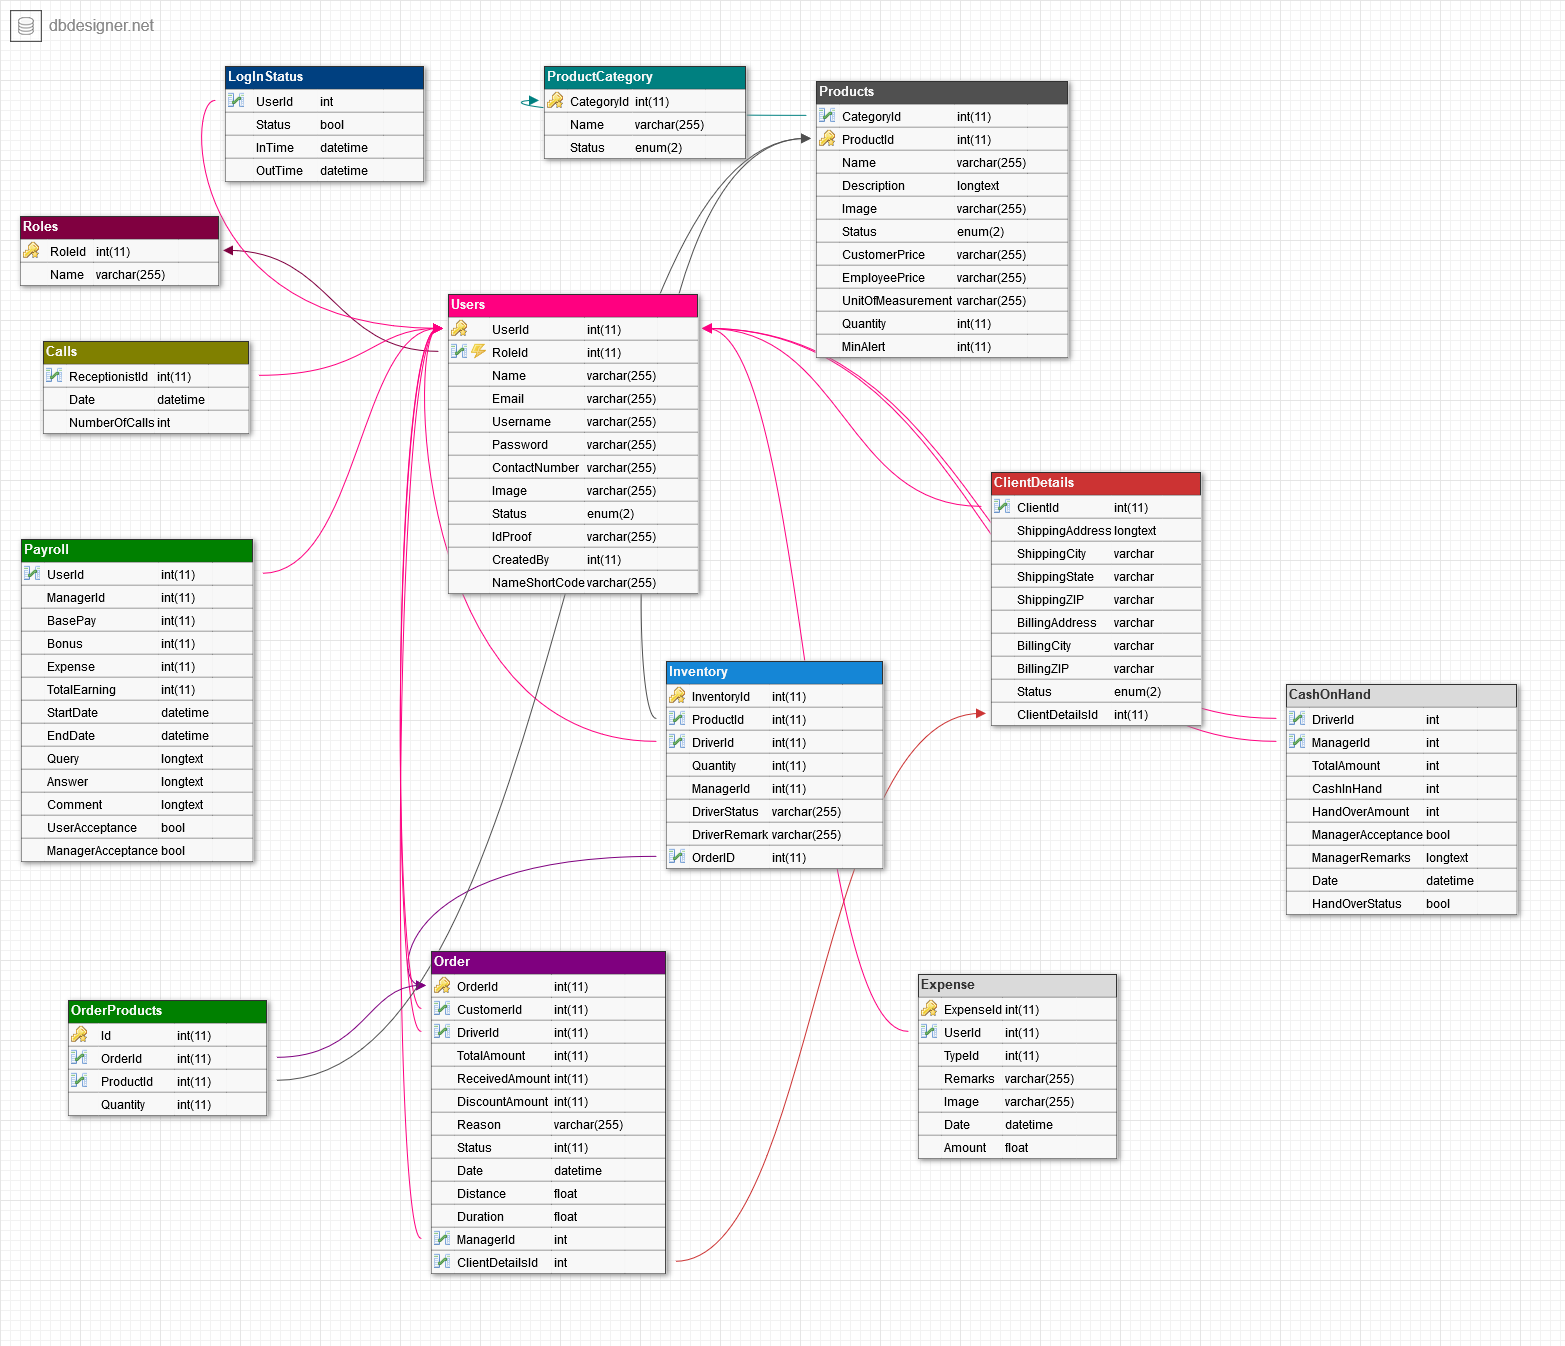 dbdesigner.net
LogInStatus
UserId int
Status bool
InTime datetime
OutTime datetime
ProductCategory
CategoryId int(11)
Name varchar(255)
Status enum(2)
Products
CategoryId int(11)
ProductId int(11)
Name varchar(255)
Description longtext
Image varchar(255)
Status enum(2)
CustomerPrice varchar(255)
EmployeePrice varchar(255)
UnitOfMeasurement varchar(255)
Quantity int(11)
MinAlert int(11)
Roles
RoleId int(11)
Name varchar(255)
Users
UserId int(11)
RoleId int(11)
Name varchar(255)
Email varchar(255)
Username varchar(255)
Password varchar(255)
ContactNumber varchar(255)
Image varchar(255)
Status enum(2)
IdProof varchar(255)
CreatedBy int(11)
NameShortCode varchar(255)
Calls
ReceptionistId int(11)
Date datetime
NumberOfCalls int
ClientDetails
ClientId int(11)
ShippingAddress longtext
ShippingCity varchar
ShippingState varchar
ShippingZIP varchar
BillingAddress varchar
BillingCity varchar
BillingZIP varchar
Status enum(2)
ClientDetailsId int(11)
Payroll
UserId int(11)
ManagerId int(11)
BasePay int(11)
Bonus int(11)
Expense int(11)
TotalEarning int(11)
StartDate datetime
EndDate datetime
Query longtext
Answer longtext
Comment longtext
UserAcceptance bool
ManagerAcceptance bool
Inventory
InventoryId int(11)
ProductId int(11)
DriverId int(11)
Quantity int(11)
ManagerId int(11)
DriverStatus varchar(255)
DriverRemark varchar(255)
OrderID int(11)
CashOnHand
DriverId int
ManagerId int
TotalAmount int
CashInHand int
HandOverAmount int
ManagerAcceptance bool
ManagerRemarks longtext
Date datetime
HandOverStatus bool
Order
OrderId int(11)
CustomerId int(11)
DriverId int(11)
TotalAmount int(11)
ReceivedAmount int(11)
DiscountAmount int(11)
Reason varchar(255)
Status int(11)
Date datetime
Distance float
Duration float
ManagerId int
ClientDetailsId int
Expense
ExpenseId int(11)
UserId int(11)
TypeId int(11)
Remarks varchar(255)
Image varchar(255)
Date datetime
Amount float
OrderProducts
Id int(11)
OrderId int(11)
ProductId int(11)
Quantity int(11)